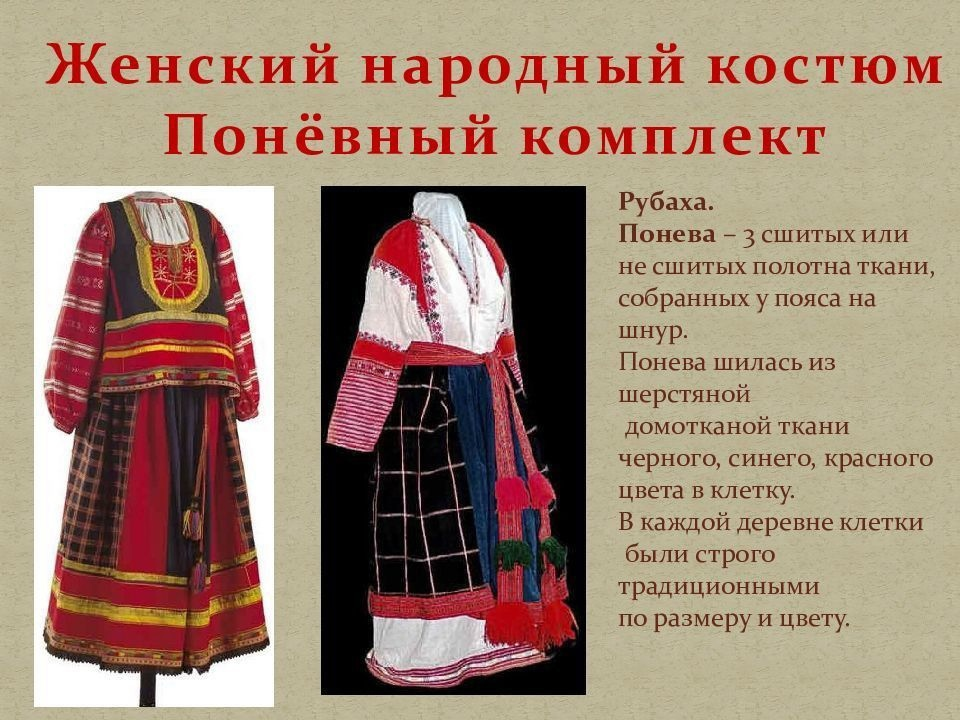 Женский народный костюм
Понёвный комплект
Рубаха.
Понева – 3 сшитых или
не сшитых полотна ткани,
собранных у пояса на
шнур.
Понева шилась из
шерстяной
домотканой ткани
черного, синего, красного
цвета в клетку.
В каждой деревне клетки
были строго
традиционными
по размеру и цвету.